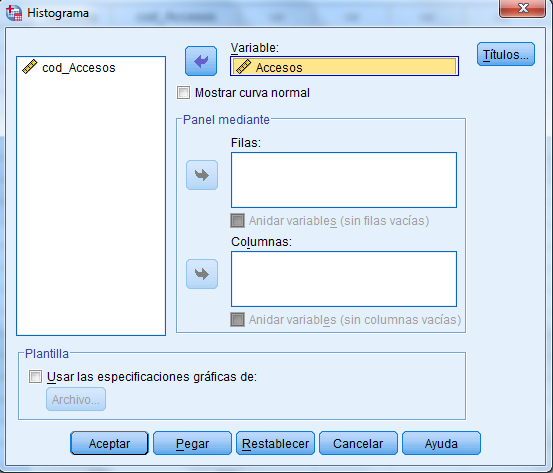 Histograma
cod_Accesos
Variable:
Accesos
Títulos...
Mostrar curva normal
Panel mediante
Filas:
Anidar variables (sin filas vacías)
Columnas:
Anidar variables (sin columnas vacías)
Plantilla
Usar las especificaciones gráficas de:
Archivo...
Aceptar Pegar Restablecer Cancelar Ayuda